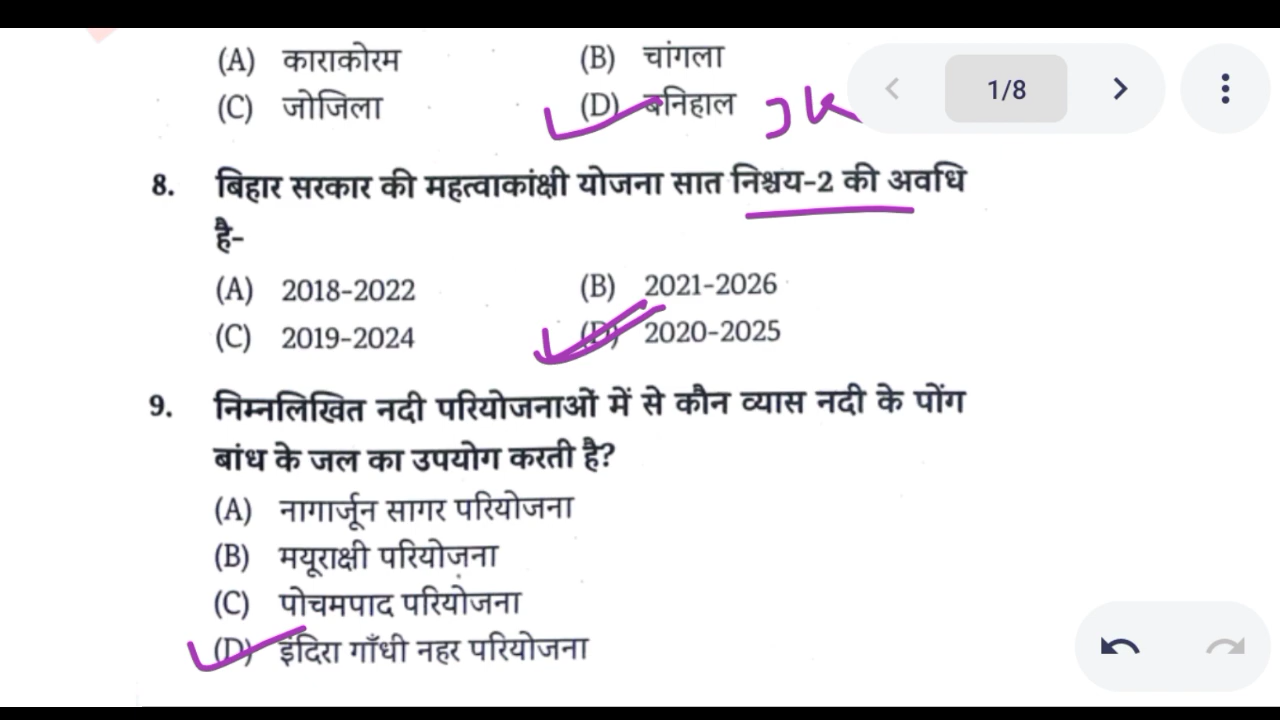 (A) काराकोरम (B) चांगला
(C) जोजिला (D) बनिहाल JK
1/8
8. बिहार सरकार की महत्वाकांक्षी योजना सात निश्चय-2 की अवधि
है-
(A) 2018-2022 (B) 2021-2026
(C) 2019-2024 (D) 2020-2025
9. निम्नलिखित नदी परियोजनाओं में से कौन व्यास नदी के पोंग
बांध के जल का उपयोग करती है?
(A) नागार्जून सागर परियोजना
(B) मयूराक्षी परियोजना
(C) पोचमपाद परियोजना
(D) इंदिरा गाँधी नहर परियोजना